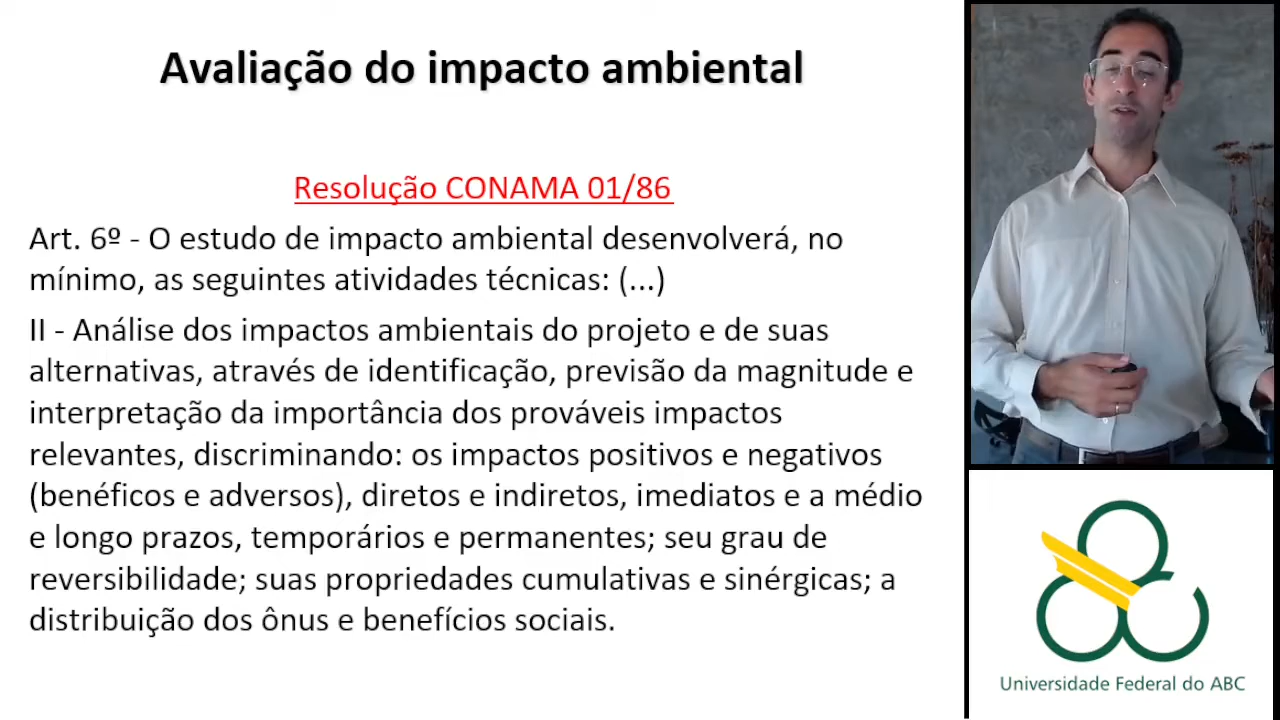 Avaliação do impacto ambiental
Resolução CONAMA 01/86
Art. 6º - O estudo de impacto ambiental desenvolverá, no
mínimo, as seguintes atividades técnicas: (...)
II - Análise dos impactos ambientais do projeto e de suas
alternativas, através de identificação, previsão da magnitude e
interpretação da importância dos prováveis impactos
relevantes, discriminando: os impactos positivos e negativos
(benéficos e adversos), diretos e indiretos, imediatos e a médio
e longo prazos, temporários e permanentes; seu grau de
reversibilidade; suas propriedades cumulativas e sinérgicas; a
distribuição dos ônus e benefícios sociais.
Universidade Federal do ABC